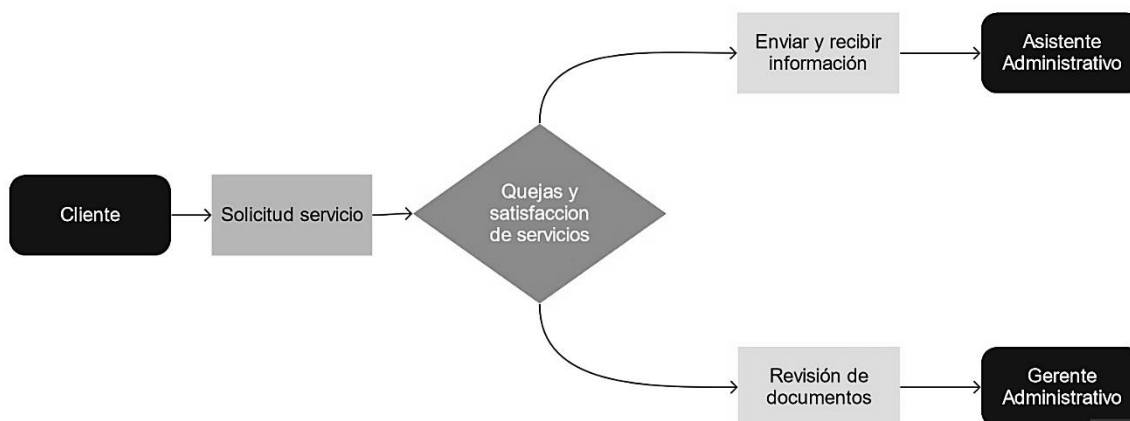 Cliente
Solicitud servicio
Quejas y
satisfaccion
de servicios
Enviar y recibir
información
Asistente
Administrativo
Revisión de
documentos
Gerente
Administrativo